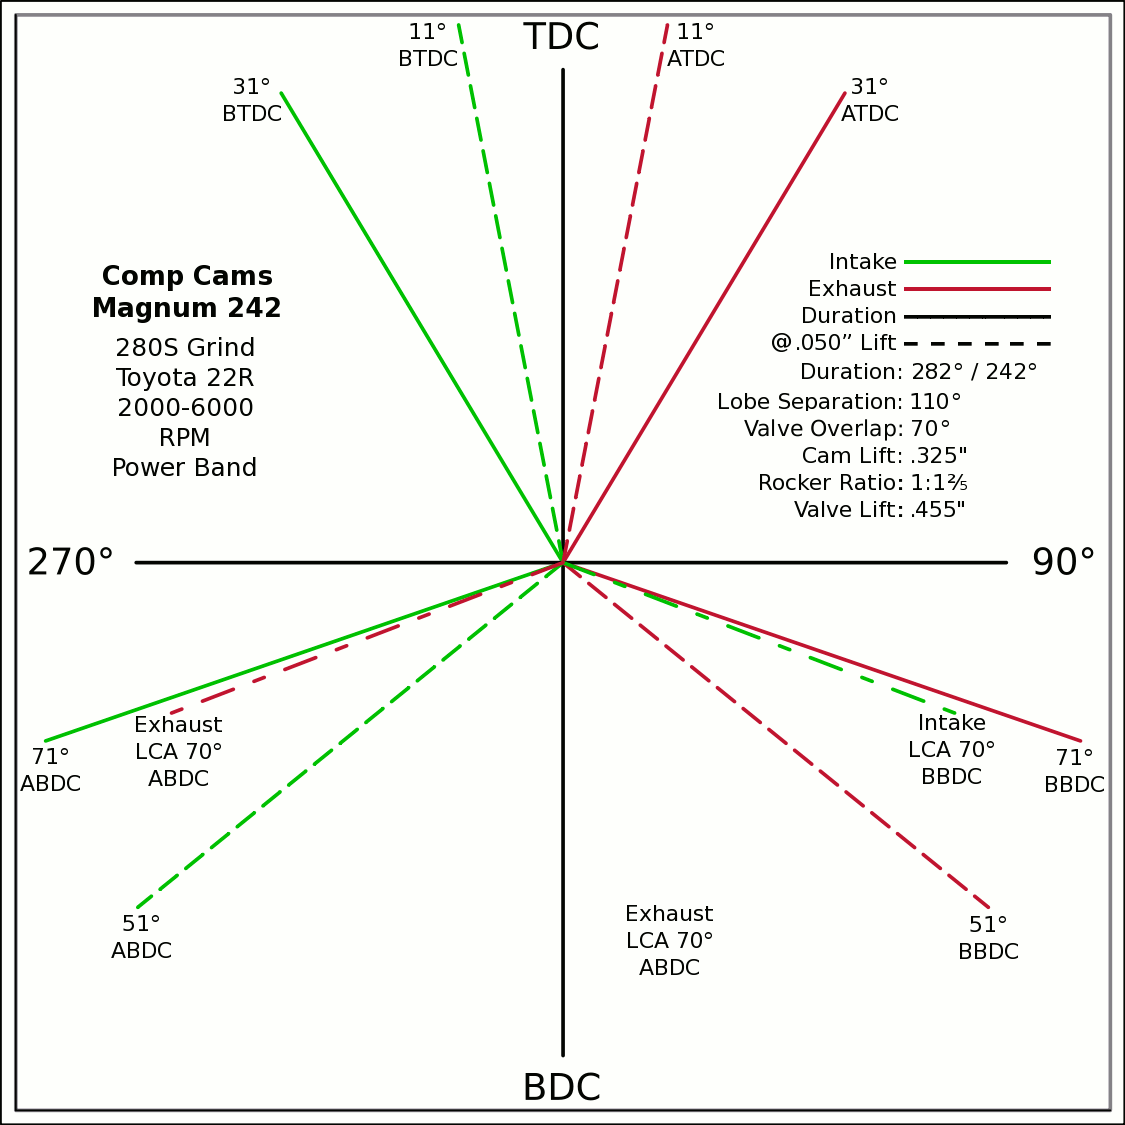 TDC
11°
BTDC
11°
ATDC
31°
BTDC
31°
ATDC
Comp Cams
Magnum 242
280S Grind
Toyota 22R
2000-6000
RPM
Power Band
Intake
Exhaust
Duration
@.050” Lift
Duration: 282° / 242°
Lobe Separation: 110°
Valve Overlap: 70°
Cam Lift: .325"
Rocker Ratio: 1:1⅖
Valve Lift: .455"
270°
90°
Exhaust
LCA 70°
ABDC
Intake
LCA 70°
BBDC
71°
ABDC
71°
BBDC
51°
ABDC
Exhaust
LCA 70°
ABDC
51°
BBDC
BDC